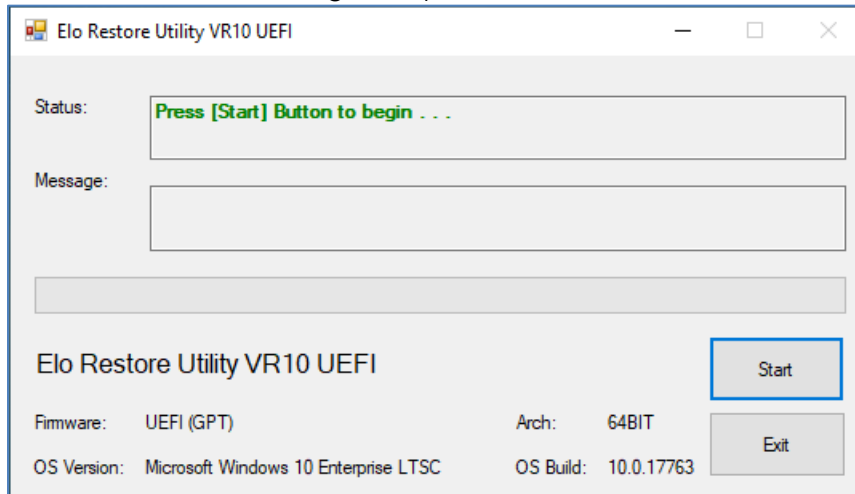 Elo Restore Utility VR10 UEFI
Status:
Press [Start] Button to begin . . .
Message:
Elo Restore Utility VR10 UEFI
Start
Firmware: UEFI (GPT) Arch: 64BIT
Exit
OS Version: Microsoft Windows 10 Enterprise LTSC OS Build: 10.0.17763